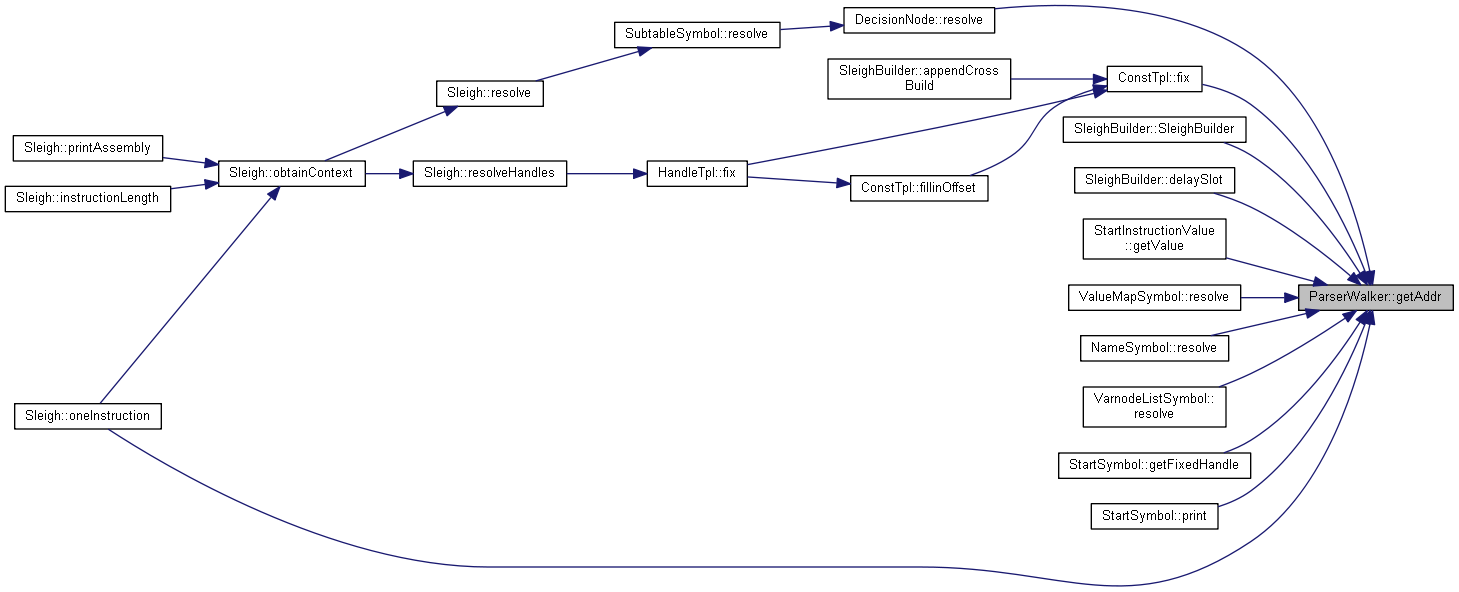 DecisionNode::resolve
SubtableSymbol::resolve
SleighBuilder::appendCross
Build
ConstTpl::fix
Sleigh::resolve
SleighBuilder::SleighBuilder
Sleigh::printAssembly
Sleigh::obtainContext
Sleigh::resolveHandles
HandleTpl::fix
ConstTpl::fillinOffset
SleighBuilder::delaySlot
Sleigh::instructionLength
StartInstructionValue
::getValue
ValueMapSymbol::resolve
ParserWalker::getAddr
NameSymbol::resolve
VarnodeListSymbol::
resolve
Sleigh::oneInstruction
StartSymbol::getFixedHandle
StartSymbol::print